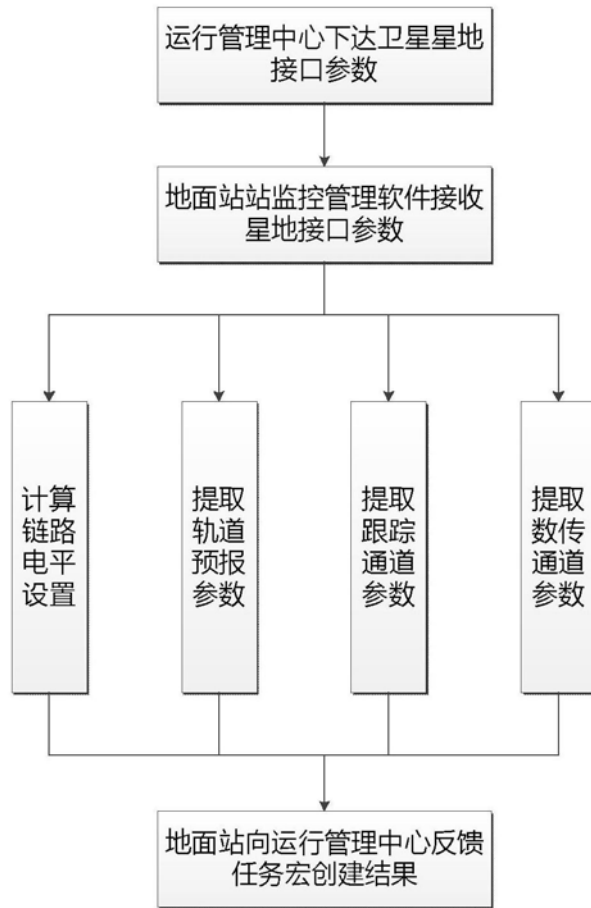 运行管理中心下达卫星星地
接口参数
地面站站监控管理软件接收
星地接口参数
计算
链路
电平
设置
提取
轨道
预报
参数
提取
跟踪
通道
参数
提取
数传
通道
参数
地面站向运行管理中心反馈
任务宏创建结果